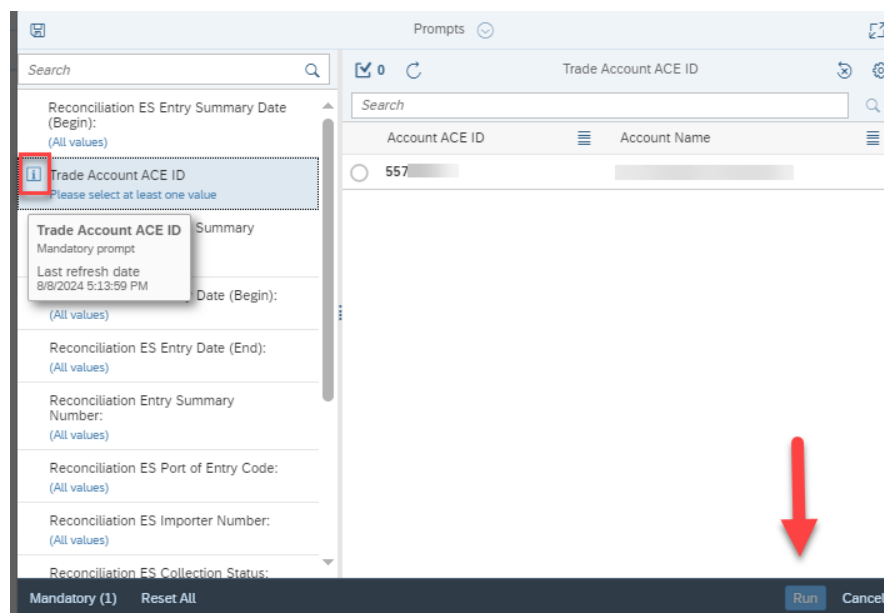 Prompts
Search
Reconciliation ES Entry Summary Date
(Begin):
(All values)
Trade Account ACE ID
Please select at least one value
Summary
Trade Account ACE ID
Mandatory prompt
Last refresh date
8/8/2024 5:13:59 PM
Date (Begin):
(All values)
Reconciliation ES Entry Date (End):
(All values)
Reconciliation Entry Summary
Number:
(All values)
Reconciliation ES Port of Entry Code:
(All values)
Reconciliation ES Importer Number:
(All values)
Reconciliation ES Collection Status:
0
Trade Account ACE ID
Search
Account ACE ID
Account Name
557
Mandatory (1)
Reset All
Run
Cancel